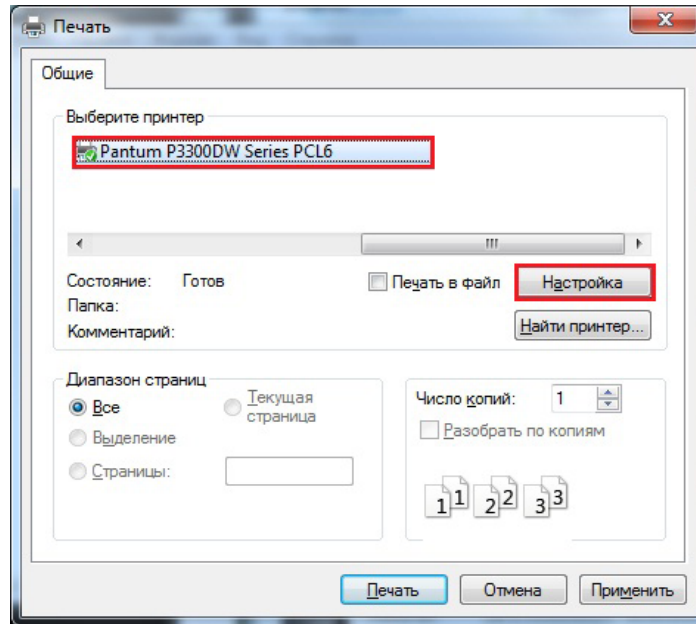 Печать
Общие
Выберите принтер
Pantum P3300DW Series PCL6
Состояние: Готов
Печать в файл
Настройка
Папка:
Комментарий:
Найти принтер...
Диапазон страниц
Все
Текущая
страница
Выделение
Страницы:
Число копий: 1
Разобрать по копиям
1 1 2 2 3 3
Печать Отмена Применить